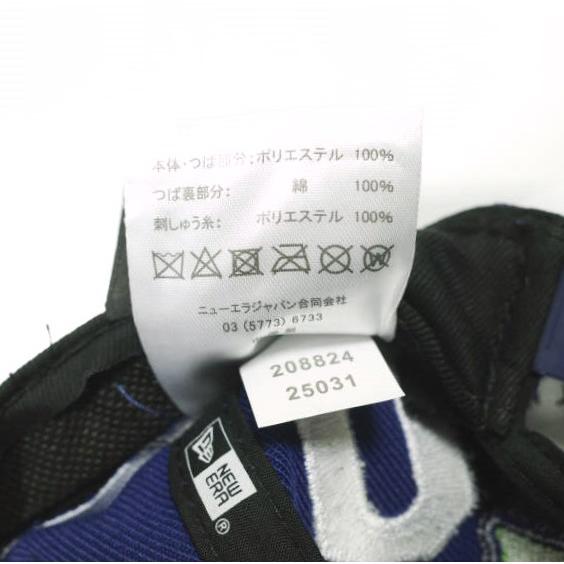 本体・つば部分:ポリエステル 100%
つば裏部分: 綿 100%
刺しゅう糸: ポリエステル 100%
ニューエラジャパン合同会社
03 (5773) 6733
208824
25031
NEW ERA®